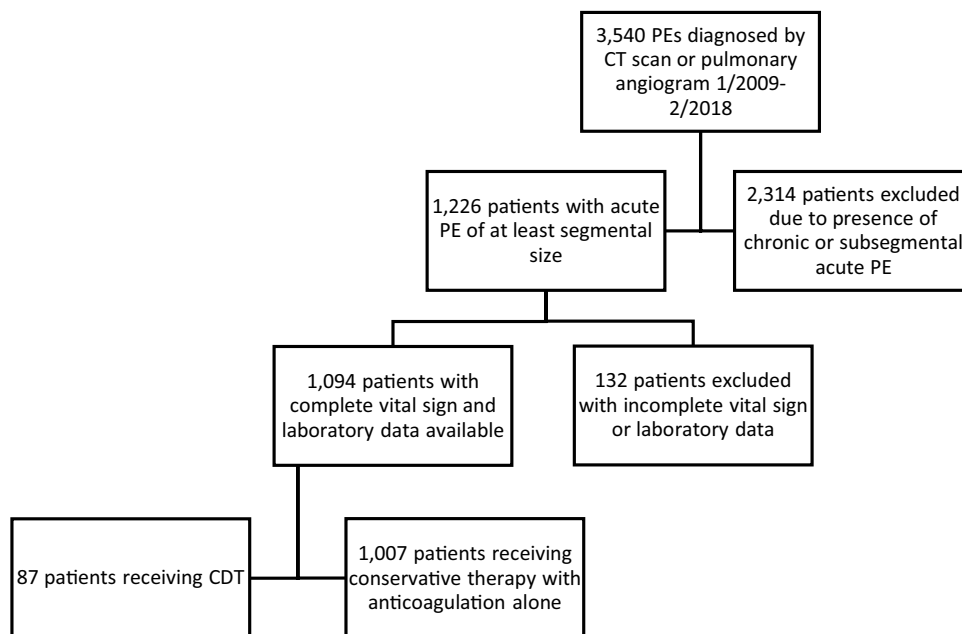 3,540 PEs diagnosed by
CT scan or pulmonary
angiogram 1/2009-
2/2018
1,226 patients with acute
PE of at least segmental
size
2,314 patients excluded
due to presence of
chronic or subsegmental
acute PE
1,094 patients with
complete vital sign and
laboratory data available
132 patients excluded
with incomplete vital sign
or laboratory data
87 patients receiving CDT
1,007 patients receiving
conservative therapy with
anticoagulation alone